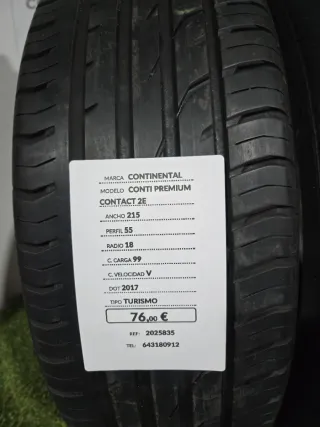 MARCA CONTINENTAL
MODELO CONTI PREMIUM
CONTACT 2E
ANCHO 215
PERFIL 55
RADIO 18
C. CARGA 99
C. VELOCIDAD V
DOT 2017
TIPO TURISMO
76,00 €
REF: 2025835
TEL: 643180912